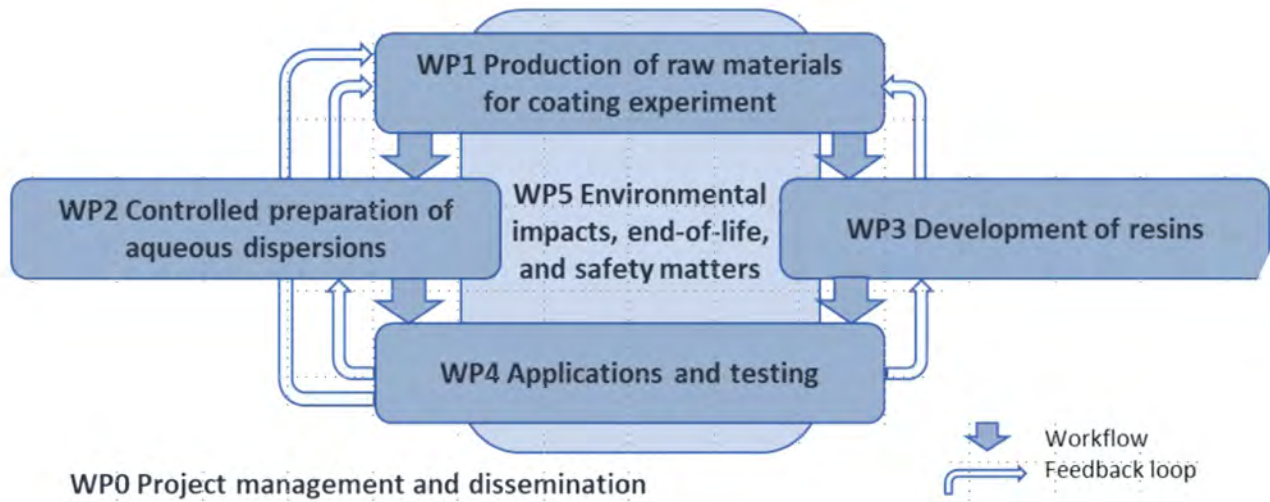 WP1 Production of raw materials
for coating experiment
WP2 Controlled preparation of
aqueous dispersions
WP5 Environmental
impacts, end-of-life,
and safety matters
WP3 Development of resins
WP4 Applications and testing
Workflow
Feedback loop
WP0 Project management and dissemination